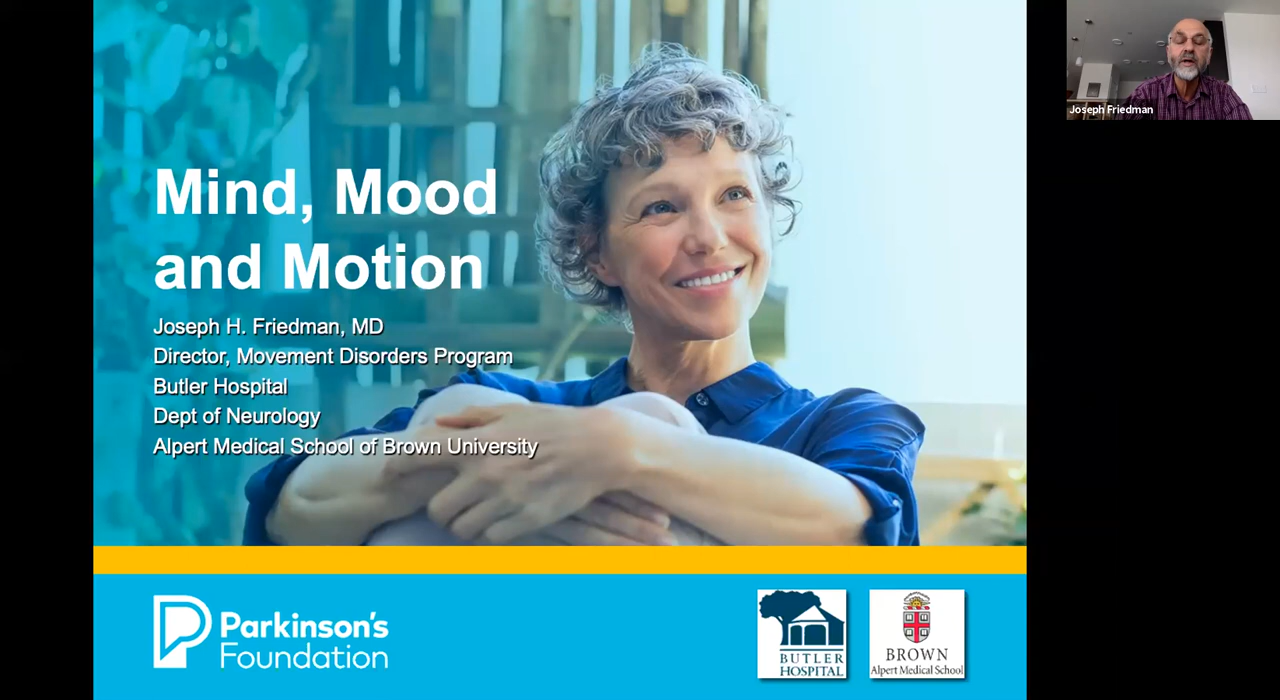 Mind, Mood
and Motion
Joseph H. Friedman, MD
Director, Movement Disorders Program
Butler Hospital
Dept of Neurology
Alpert Medical School of Brown University
Parkinson's
Foundation
BUTLER
HOSPITAL
BROWN
Alpert Medical School
Joseph Friedman